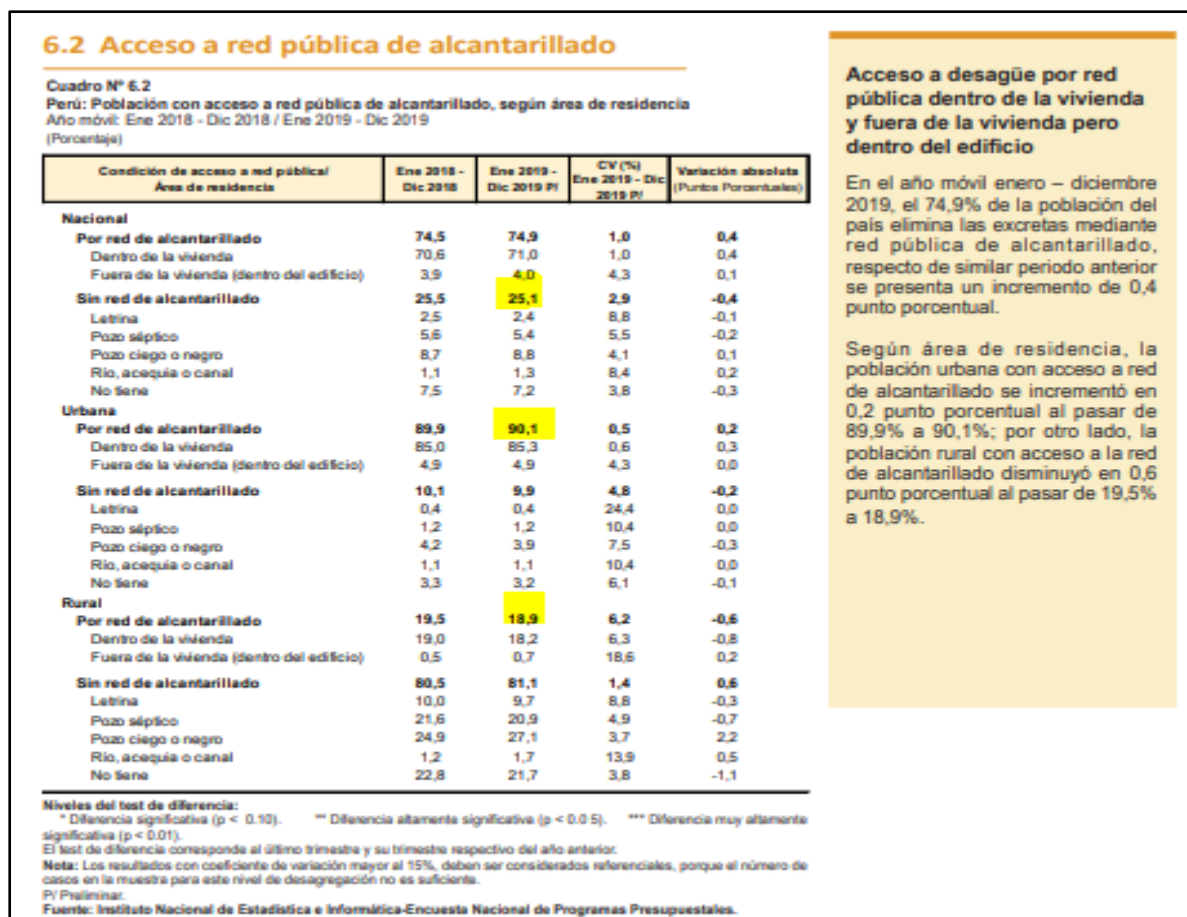 6.2 Acceso a red pública de alcantarillado
Cuadro N° 6.2
Perú: Población con acceso a red pública de alcantarillado, según área de residencia
Año móvil: Ene 2018 - Dic 2018 / Ene 2019 - Dic 2019
(Porcentaje)
Condición de acceso a red pública/ Área de residencia | Ene 2018 - Dic 2018 | Ene 2019 - Dic 2019 P/ | CV (%) Ene 2019 - Dic 2019 P/ | Variación absoluta (Puntos Porcentuales)
Nacional
Por red de alcantarillado 74,5 74,9 1,0 0,4
Dentro de la vivienda 70,6 71,0 1,0 0,4
Fuera de la vivienda (dentro del edificio) 3,9 4,0 4,3 0,1
Sin red de alcantarillado 25,5 25,1 2,9 -0,4
Letrina 2,5 2,4 8,8 -0,1
Pozo séptico 5,6 5,4 5,5 -0,2
Pozo ciego o negro 8,7 8,8 4,1 0,1
Río, acequia o canal 1,1 1,3 8,4 0,2
No tiene 7,5 7,2 3,8 -0,3
Urbana
Por red de alcantarillado 89,9 90,1 0,5 0,2
Dentro de la vivienda 85,0 85,3 0,6 0,3
Fuera de la vivienda (dentro del edificio) 4,9 4,9 4,3 0,0
Sin red de alcantarillado 10,1 9,9 4,8 -0,2
Letrina 0,4 0,4 24,4 0,0
Pozo séptico 1,2 1,2 10,4 0,0
Pozo ciego o negro 4,2 3,9 7,5 -0,3
Río, acequia o canal 1,1 1,1 10,4 0,0
No tiene 3,3 3,2 6,1 -0,1
Rural
Por red de alcantarillado 19,5 18,9 6,2 -0,6
Dentro de la vivienda 19,0 18,2 6,3 -0,8
Fuera de la vivienda (dentro del edificio) 0,5 0,7 18,6 0,2
Sin red de alcantarillado 80,5 81,1 1,4 0,6
Letrina 10,0 9,7 8,8 -0,3
Pozo séptico 21,6 20,9 4,9 -0,7
Pozo ciego o negro 24,9 27,1 3,7 2,2
Río, acequia o canal 1,2 1,7 13,9 0,5
No tiene 22,8 21,7 3,8 -1,1
Niveles del test de diferencia:
* Diferencia significativa (p < 0.10). ** Diferencia altamente significativa (p < 0.0 5). *** Diferencia muy altamente
significativa (p < 0.01).
El test de diferencia corresponde al último trimestre y su trimestre respectivo del año anterior.
Nota: Los resultados con coeficiente de variación mayor al 15%, deben ser considerados referenciales, porque el número de
casos en la muestra para este nivel de desagregación no es suficiente.
P/ Preliminar.
Fuente: Instituto Nacional de Estadística e Informática-Encuesta Nacional de Programas Presupuestales.
Acceso a desagüe por red
pública dentro de la vivienda
y fuera de la vivienda pero
dentro del edificio
En el año móvil enero – diciembre
2019, el 74,9% de la población del
país elimina las excretas mediante
red pública de alcantarillado,
respecto de similar periodo anterior
se presenta un incremento de 0,4
punto porcentual.
Según área de residencia, la
población urbana con acceso a red
de alcantarillado se incrementó en
0,2 punto porcentual al pasar de
89,9% a 90,1%; por otro lado, la
población rural con acceso a la red
de alcantarillado disminuyó en 0,6
punto porcentual al pasar de 19,5%
a 18,9%.